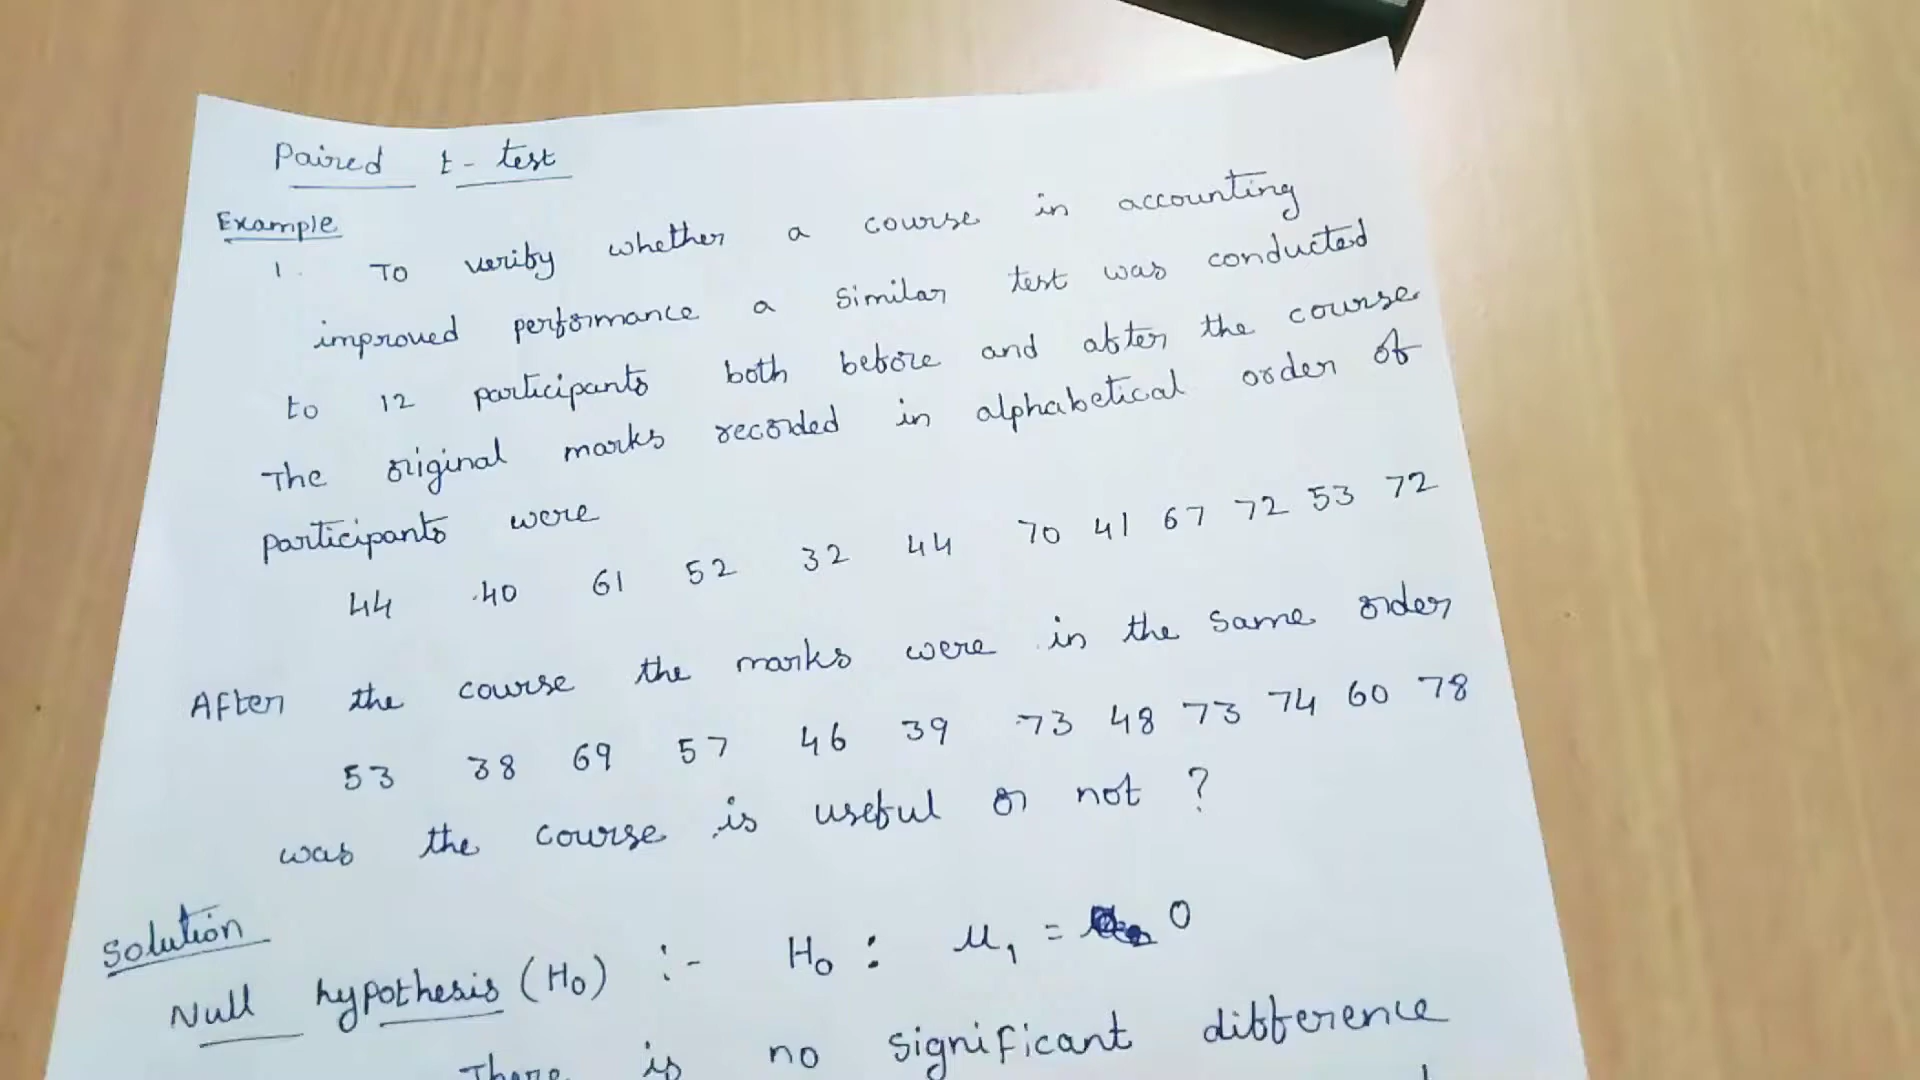 Paired t-test
Example
1. To verify whether a course in accounting
improved performance a similar test was conducted
to 12 participants both before and after the course.
The original marks recorded in alphabetical order of
participants were
44 40 61 52 32 44 70 41 67 72 53 72
After the course the marks were in the same order
53 38 69 57 46 39 73 48 73 74 60 78
was the course is useful or not ?
Solution
Null hypothesis (H₀) :- H₀ : μ₁ = 0
There is no significant difference